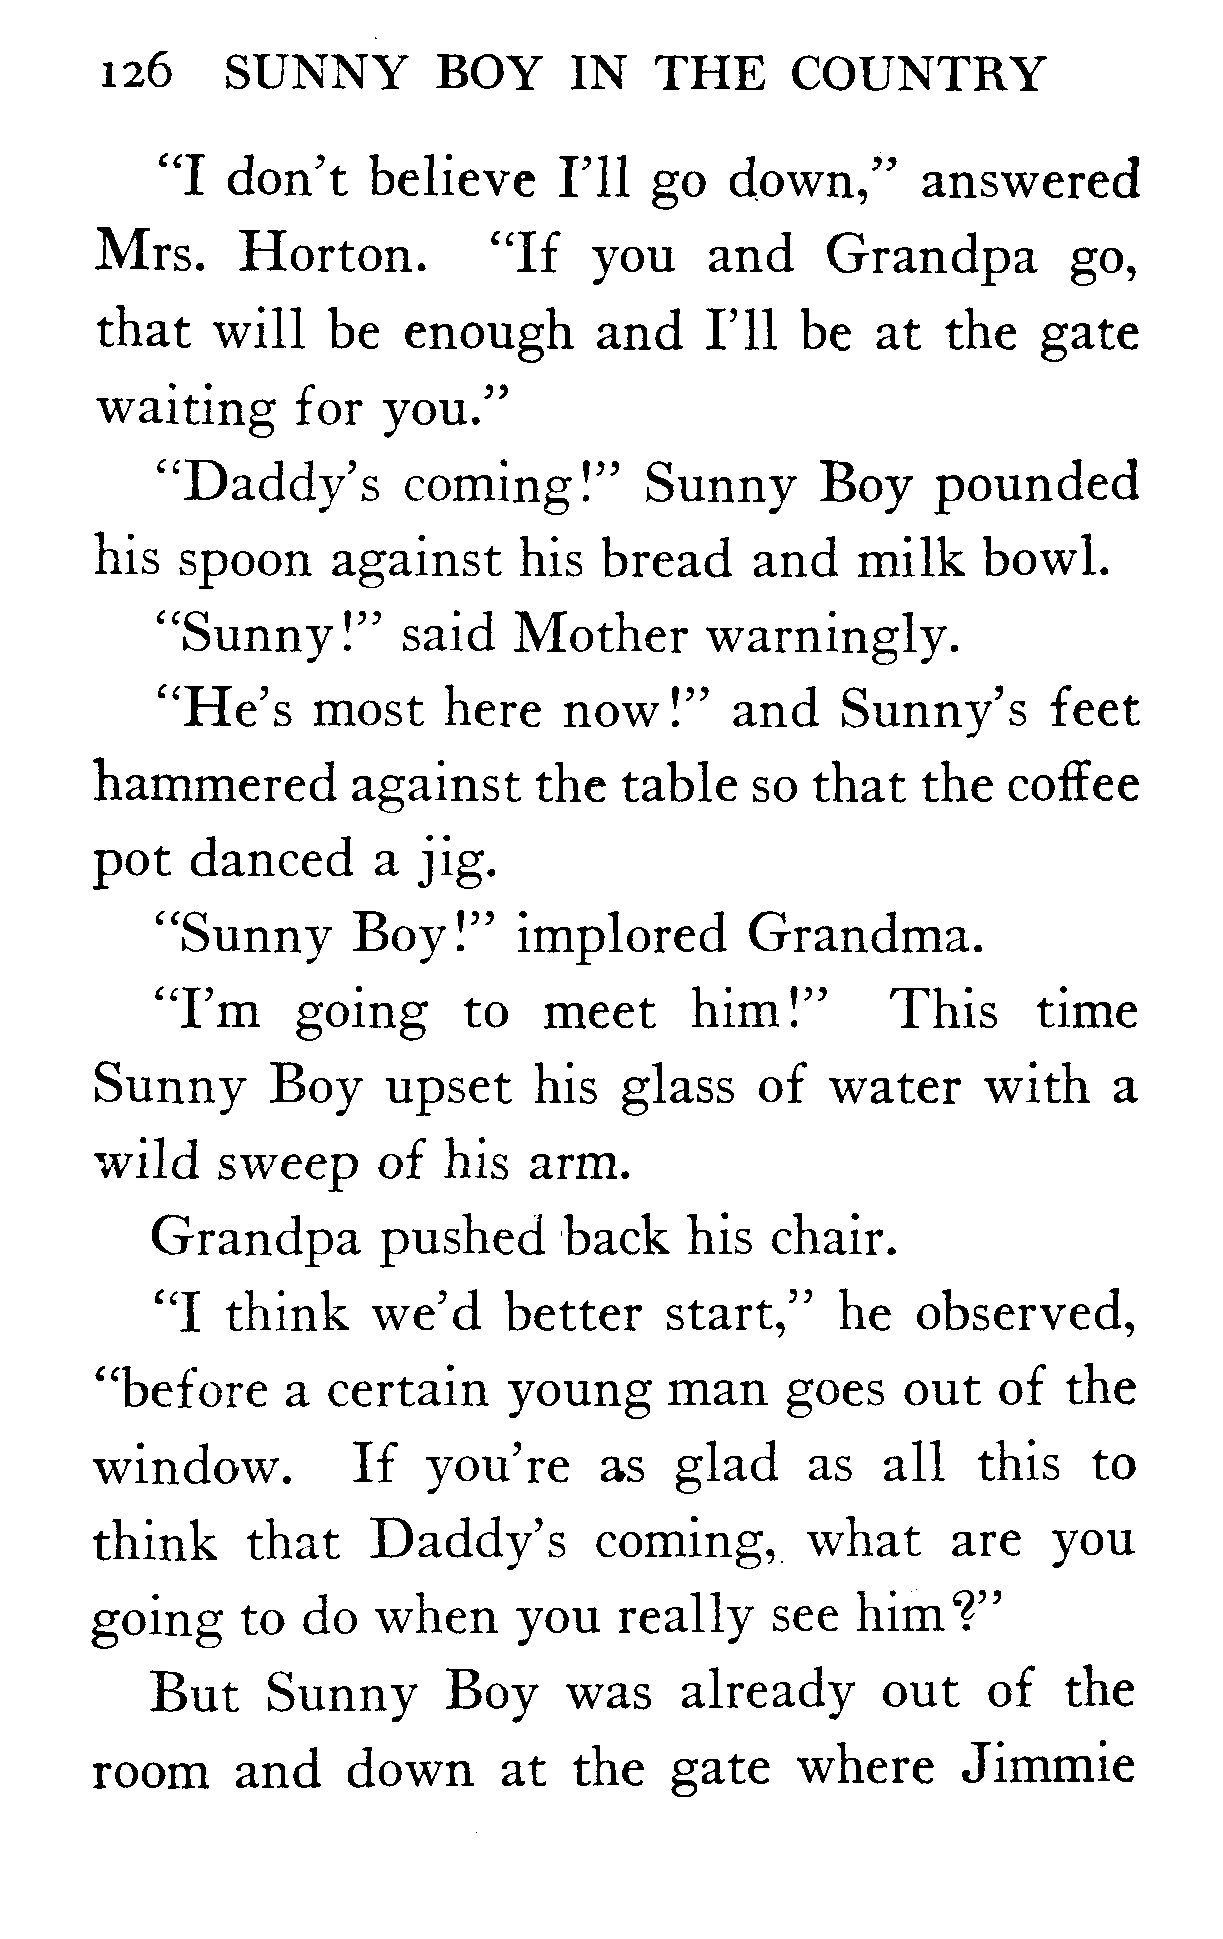 126 SUNNY BOY IN THE COUNTRY
“I don’t believe I’ll go down,” answered
Mrs. Horton. “If you and Grandpa go,
that will be enough and I’ll be at the gate
waiting for you.”
“Daddy’s coming!” Sunny Boy pounded
his spoon against his bread and milk bowl.
“Sunny!” said Mother warningly.
“He’s most here now!” and Sunny’s feet
hammered against the table so that the coffee
pot danced a jig.
“Sunny Boy!” implored Grandma.
“I’m going to meet him!” This time
Sunny Boy upset his glass of water with a
wild sweep of his arm.
Grandpa pushed back his chair.
“I think we’d better start,” he observed,
“before a certain young man goes out of the
window. If you’re as glad as all this to
think that Daddy’s coming, what are you
going to do when you really see him?”
But Sunny Boy was already out of the
room and down at the gate where Jimmie